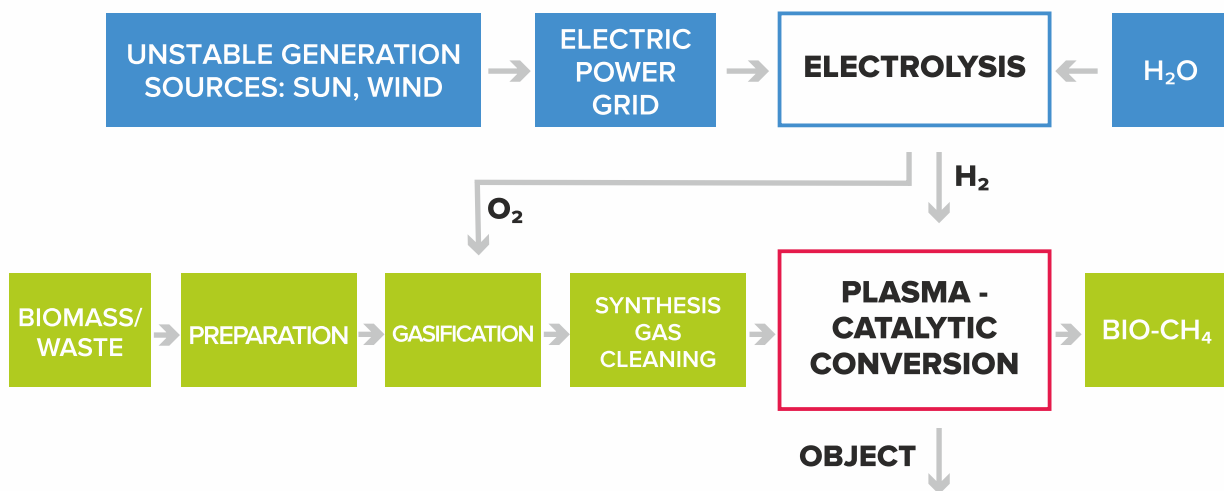 UNSTABLE GENERATION
SOURCES: SUN, WIND
ELECTRIC
POWER
GRID
ELECTROLYSIS
H₂O
O₂
H₂
BIOMASS/
WASTE
PREPARATION
GASIFICATION
SYNTHESIS
GAS
CLEANING
PLASMA -
CATALYTIC
CONVERSION
BIO-CH₄
OBJECT